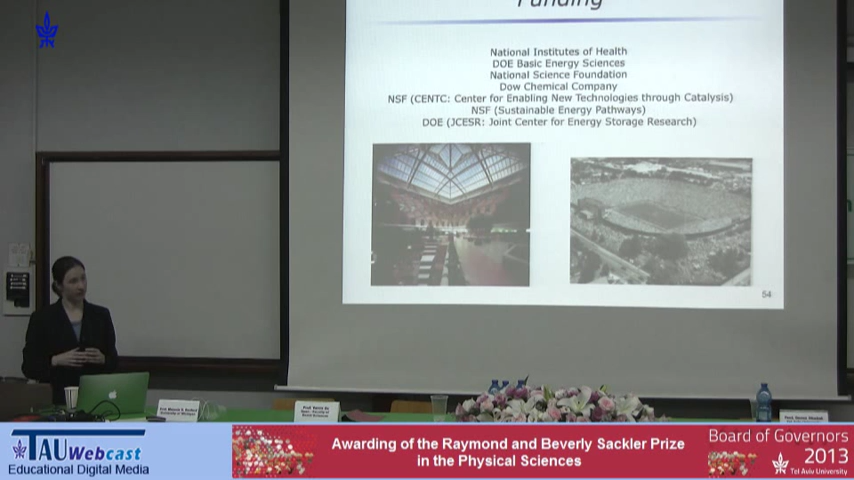 Funding
National Institutes of Health
DOE Basic Energy Sciences
National Science Foundation
Dow Chemical Company
NSF (CENTC: Center for Enabling New Technologies through Catalysis)
NSF (Sustainable Energy Pathways)
DOE (JCESR: Joint Center for Energy Storage Research)
54
TAU Webcast
Educational Digital Media
Awarding of the Raymond and Beverly Sackler Prize
in the Physical Sciences
Board of Governors
2013
Tel Aviv University